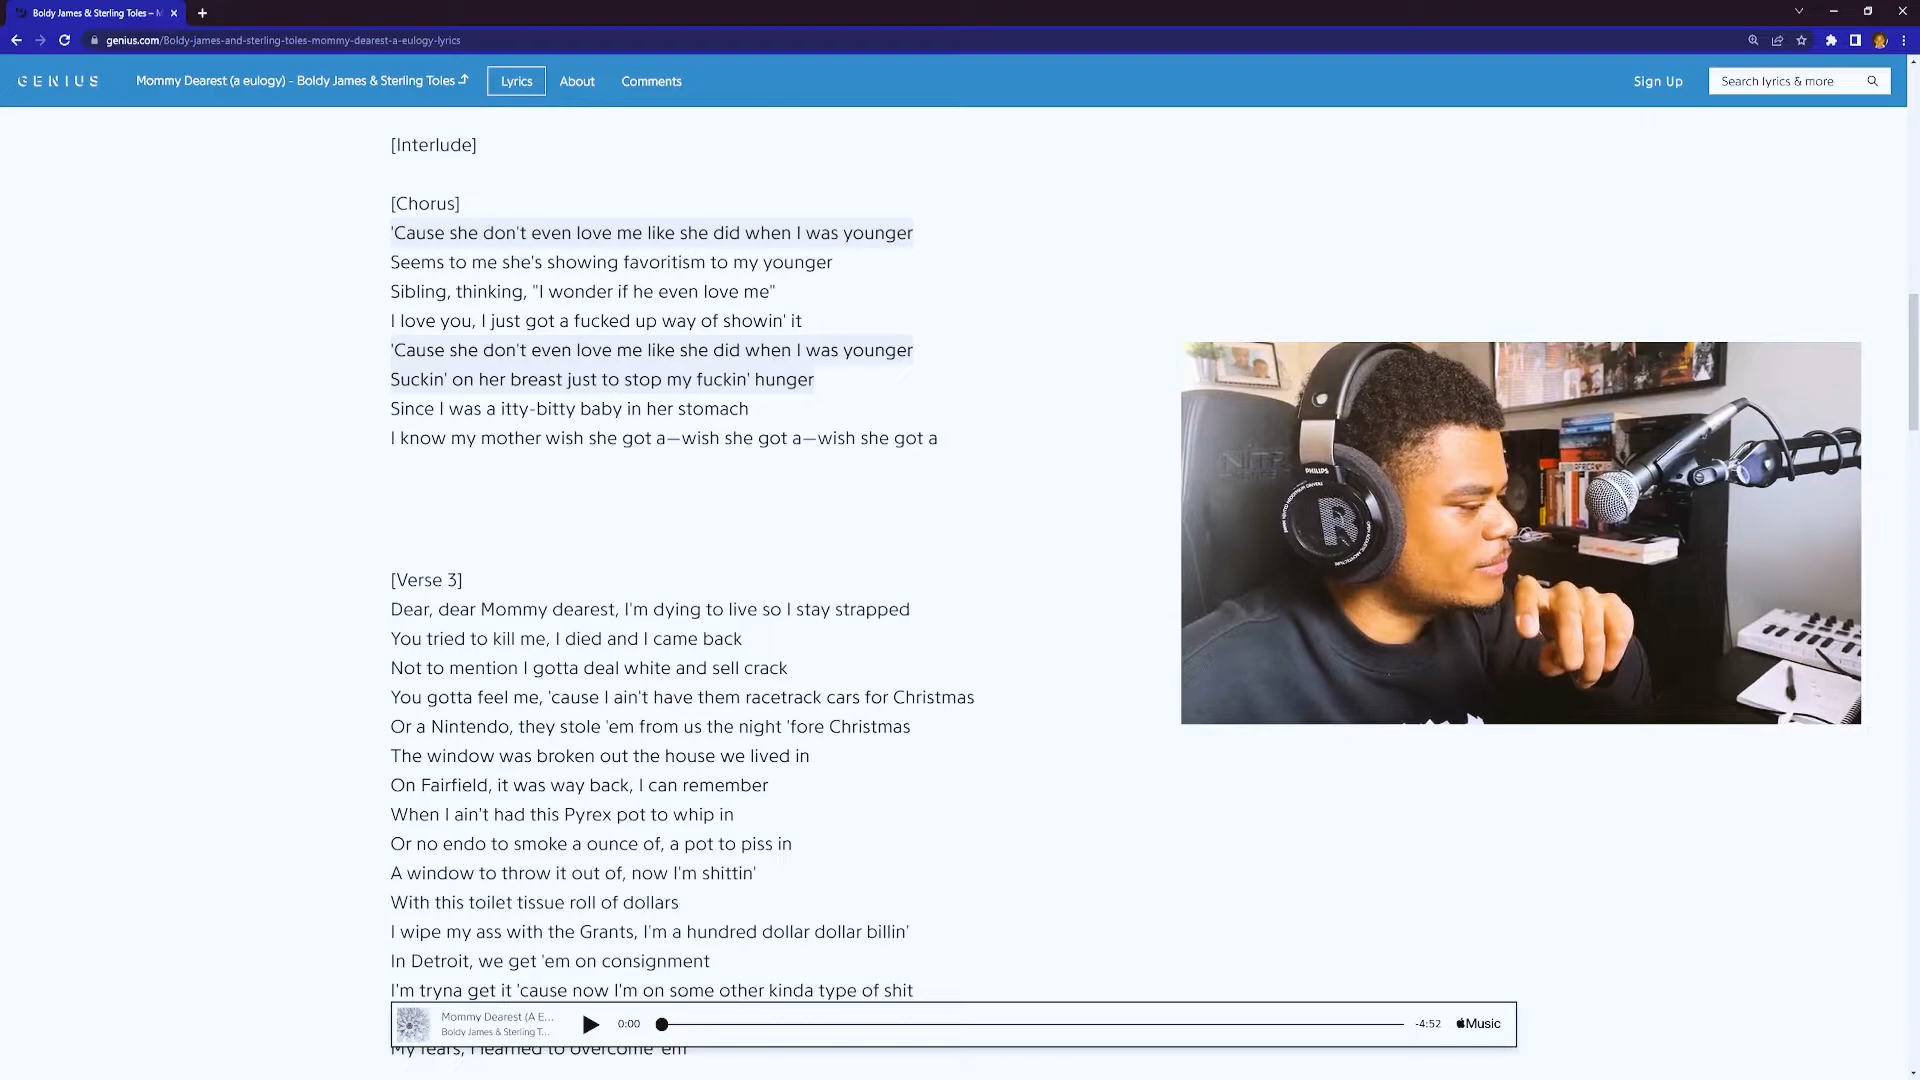 Boldy James & Sterling Toles – M
genius.com/Boldy-james-and-sterling-toles-mommy-dearest-a-eulogy-lyrics
GENIUS
Mommy Dearest (a eulogy) - Boldy James & Sterling Toles
Lyrics
About
Comments
Sign Up
Search lyrics & more
[Interlude]
[Chorus]
'Cause she don't even love me like she did when I was younger
Seems to me she's showing favoritism to my younger
Sibling, thinking, "I wonder if he even love me"
I love you, I just got a fucked up way of showin' it
'Cause she don't even love me like she did when I was younger
Suckin' on her breast just to stop my fuckin' hunger
Since I was a itty-bitty baby in her stomach
I know my mother wish she got a—wish she got a—wish she got a
PHILIPS
[Verse 3]
Dear, dear Mommy dearest, I'm dying to live so I stay strapped
You tried to kill me, I died and I came back
Not to mention I gotta deal white and sell crack
You gotta feel me, 'cause I ain't have them racetrack cars for Christmas
Or a Nintendo, they stole 'em from us the night 'fore Christmas
The window was broken out the house we lived in
On Fairfield, it was way back, I can remember
When I ain't had this Pyrex pot to whip in
Or no endo to smoke a ounce of, a pot to piss in
A window to throw it out of, now I'm shittin'
With this toilet tissue roll of dollars
I wipe my ass with the Grants, I'm a hundred dollar dollar billin'
In Detroit, we get 'em on consignment
I'm tryna get it 'cause now I'm on some other kinda type of shit
Mommy Dearest (A E...
Boldy James & Sterling T...
0:00
-4:52
Music
My fears, I learned to overcome 'em